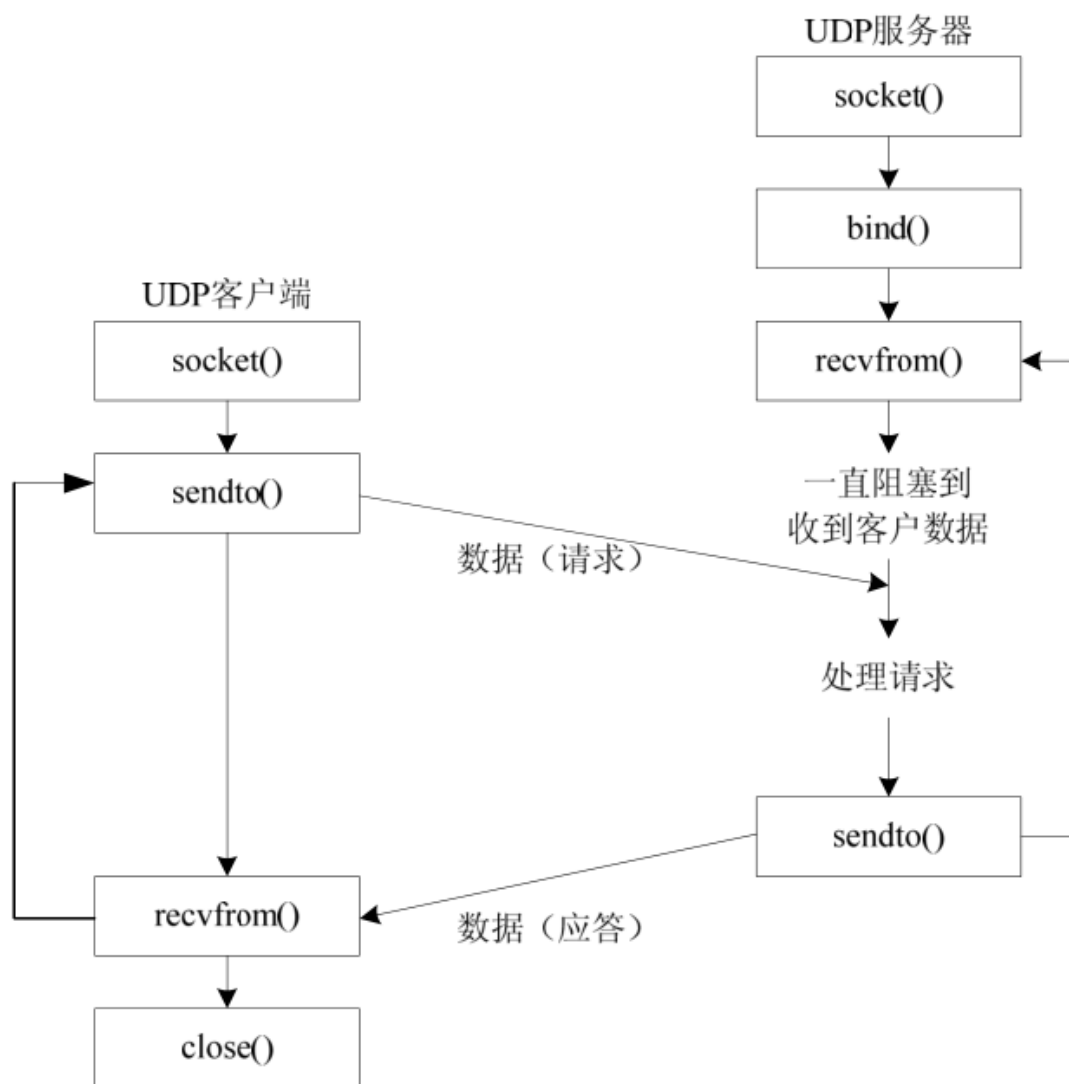 UDP服务器
socket()
bind()
UDP客户端
socket()
recvfrom()
sendto()
一直阻塞到
收到客户数据
数据（请求）
处理请求
sendto()
recvfrom()
数据（应答）
close()